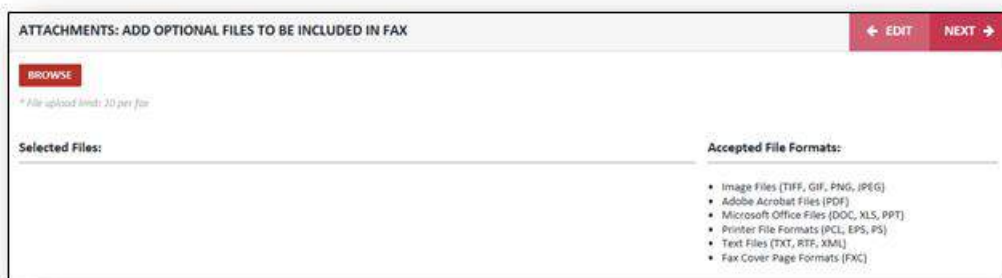 ATTACHMENTS: ADD OPTIONAL FILES TO BE INCLUDED IN FAX
← EDIT
NEXT →
BROWSE
* File upload limit: 10 per fax
Selected Files:
Accepted File Formats:
• Image Files (TIFF, GIF, PNG, JPEG)
• Adobe Acrobat Files (PDF)
• Microsoft Office Files (DOC, XLS, PPT)
• Printer File Formats (PCL, EPS, PS)
• Text Files (TXT, RTF, XML)
• Fax Cover Page Formats (FXC)